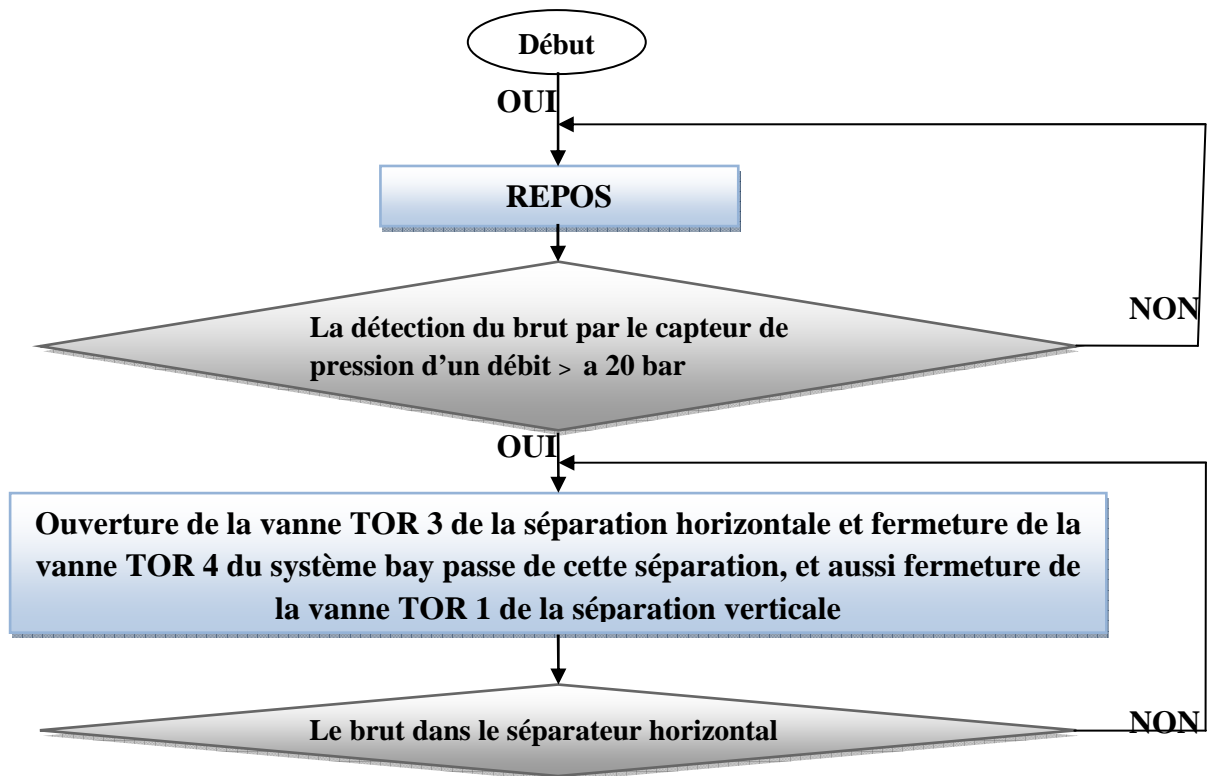 Début
OUI
REPOS
La détection du brut par le capteur de
pression d’un débit > a 20 bar
NON
OUI
Ouverture de la vanne TOR 3 de la séparation horizontale et fermeture de la
vanne TOR 4 du système bay passe de cette séparation, et aussi fermeture de
la vanne TOR 1 de la séparation verticale
Le brut dans le séparateur horizontal
NON